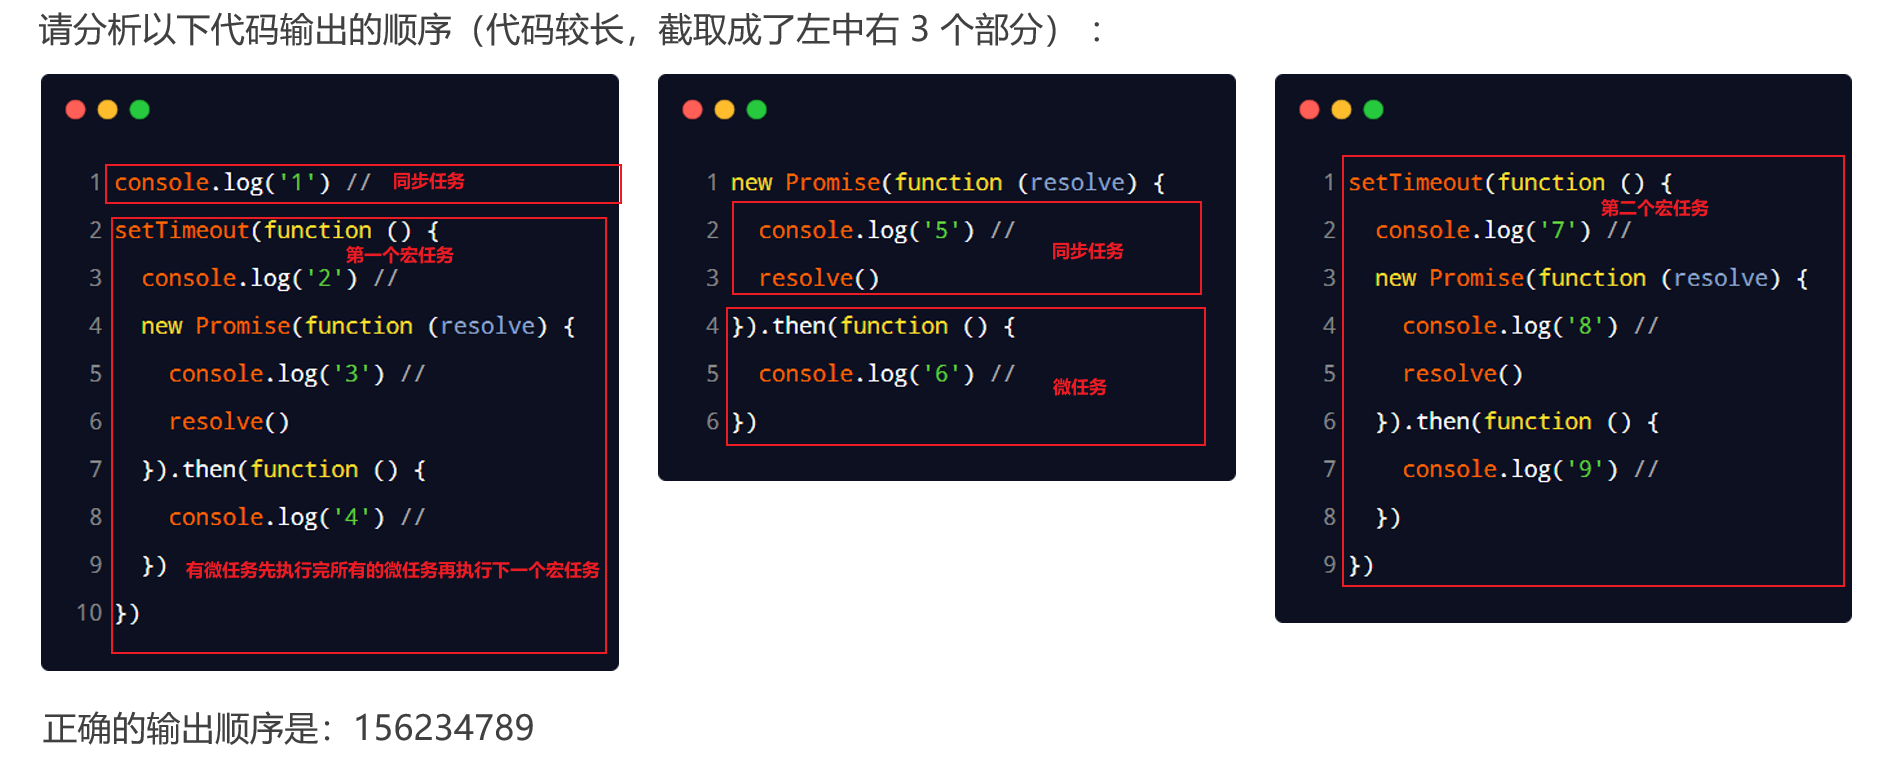 请分析以下代码输出的顺序（代码较长，截取成了左中右 3 个部分） ：
1 console.log('1') // 同步任务
2 setTimeout(function () {
第一个宏任务
3 console.log('2') //
4 new Promise(function (resolve) {
5 console.log('3') //
6 resolve()
7 }).then(function () {
8 console.log('4') //
9 }) 有微任务先执行完所有的微任务再执行下一个宏任务
10 })
1 new Promise(function (resolve) {
2 console.log('5') //
同步任务
3 resolve()
4 }).then(function () {
5 console.log('6') //
微任务
6 })
1 setTimeout(function () {
第二个宏任务
2 console.log('7') //
3 new Promise(function (resolve) {
4 console.log('8') //
5 resolve()
6 }).then(function () {
7 console.log('9') //
8 })
9 })
正确的输出顺序是：156234789